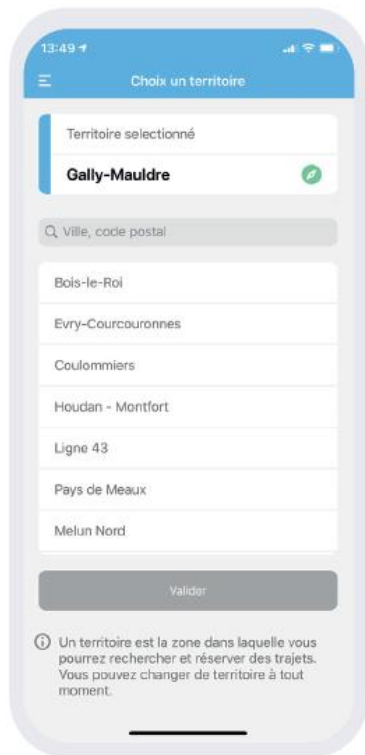 13:49
Choix un territoire
Territoire selectionné
Gally-Mauldre
Ville, code postal
Bois-le-Roi
Evry-Courcouronnes
Coulommiers
Houdan - Montfort
Ligne 43
Pays de Meaux
Melun Nord
Valider
Un territoire est la zone dans laquelle vous
pourrez rechercher et réserver des trajets.
Vous pouvez changer de territoire à tout
moment.